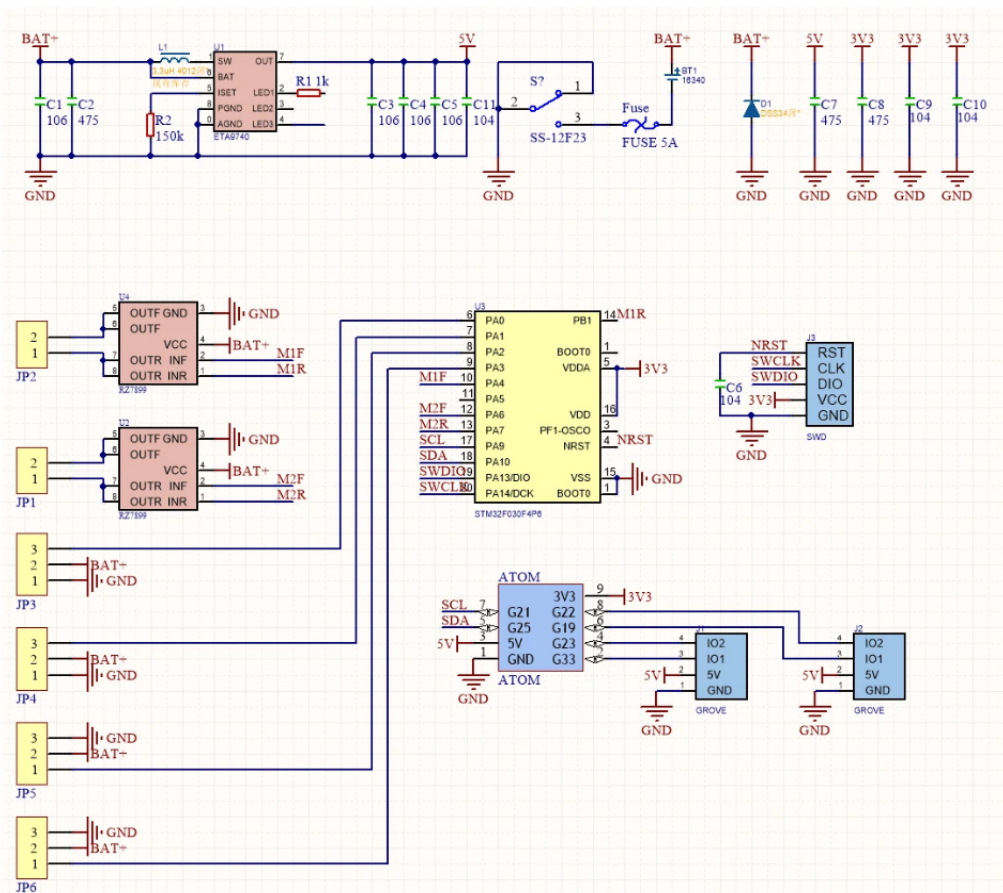 BAT+
L1
3.3uH 4012
U1
1 SW OUT 7
6 BAT
5 ISET LED1 2
8 PGND LED2 3
0 AGND LED3 4
ETA9740
R1 1k
R2
150k
C1
106
C2
475
GND
5V
C3
106
C4
106
C5
106
C11
104
S?
1
2
3
SS-12F23
GND
Fuse
FUSE 5A
BAT+
BT1
16340
BAT+
D1
DSS34
GND
5V
C7
475
GND
3V3
C8
475
GND
3V3
C9
104
GND
3V3
C10
104
GND
U4
5 OUTF GND 3 GND
6 OUTF
VCC 4 BAT+
7 OUTR INF 2 M1F
8 OUTR INR 1 M1R
RZ7899
2
1
JP2
U2
5 OUTF GND 3 GND
6 OUTF
VCC 4 BAT+
7 OUTR INF 2 M2F
8 OUTR INR 1 M2R
RZ7899
2
1
JP1
3
2 BAT+
1 GND
JP3
3
2 BAT+
1 GND
JP4
3 GND
2 BAT+
1
JP5
3 GND
2 BAT+
1
JP6
U3
6 PA0 PB1 14 M1R
7 PA1
8 PA2 BOOT0 1
9 PA3 VDDA 5 3V3
M1F 10 PA4
11 PA5
M2F 12 PA6 VDD 16
M2R 13 PA7 PF1-OSCO 3
SCL 17 PA9 NRST 4 NRST
SDA 18 PA10
SWDIO 19 PA13/DIO VSS 15 GND
SWCLK 20 PA14/DCK BOOT0 1
STM32F030F4P6
J3
NRST RST
SWCLK CLK
SWDIO DIO
3V3 VCC
GND
SWD
C6
104
GND
ATOM
3V3 9 3V3
SCL 7 G21 G22 8
SDA 5 G25 G19 6
5V 3 5V G23 4
1 GND G33 2
ATOM
GND
J1
4 IO2
3 IO1
5V 2 5V
1 GND
GROVE
GND
J2
4 IO2
3 IO1
5V 2 5V
1 GND
GROVE
GND